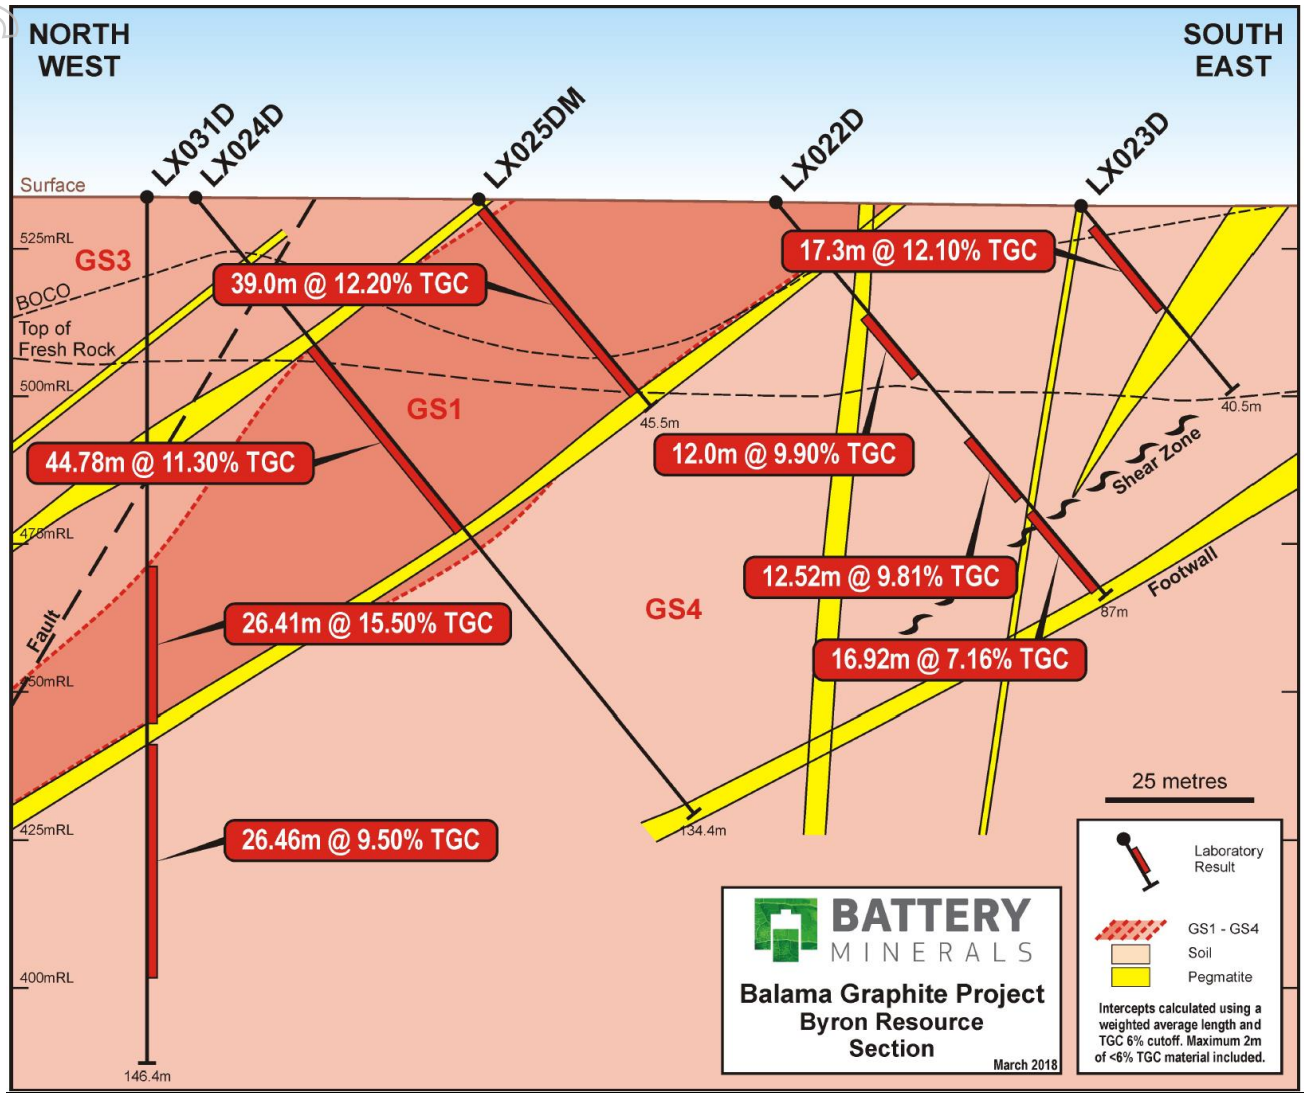 NORTH
WEST
SOUTH
EAST
LX031D
LX024D
LX025DM
LX022D
LX023D
Surface
525mRL
GS3
BOCO
Top of
Fresh Rock
500mRL
39.0m @ 12.20% TGC
17.3m @ 12.10% TGC
GS1
45.5m
40.5m
44.78m @ 11.30% TGC
12.0m @ 9.90% TGC
Shear Zone
475mRL
12.52m @ 9.81% TGC
Footwall
87m
GS4
26.41m @ 15.50% TGC
Fault
16.92m @ 7.16% TGC
450mRL
25 metres
134.4m
425mRL
26.46m @ 9.50% TGC
400mRL
146.4m
BATTERY
MINERALS
Balama Graphite Project
Byron Resource
Section
March 2018
Laboratory
Result
GS1 - GS4
Soil
Pegmatite
Intercepts calculated using a
weighted average length and
TGC 6% cutoff. Maximum 2m
of <6% TGC material included.